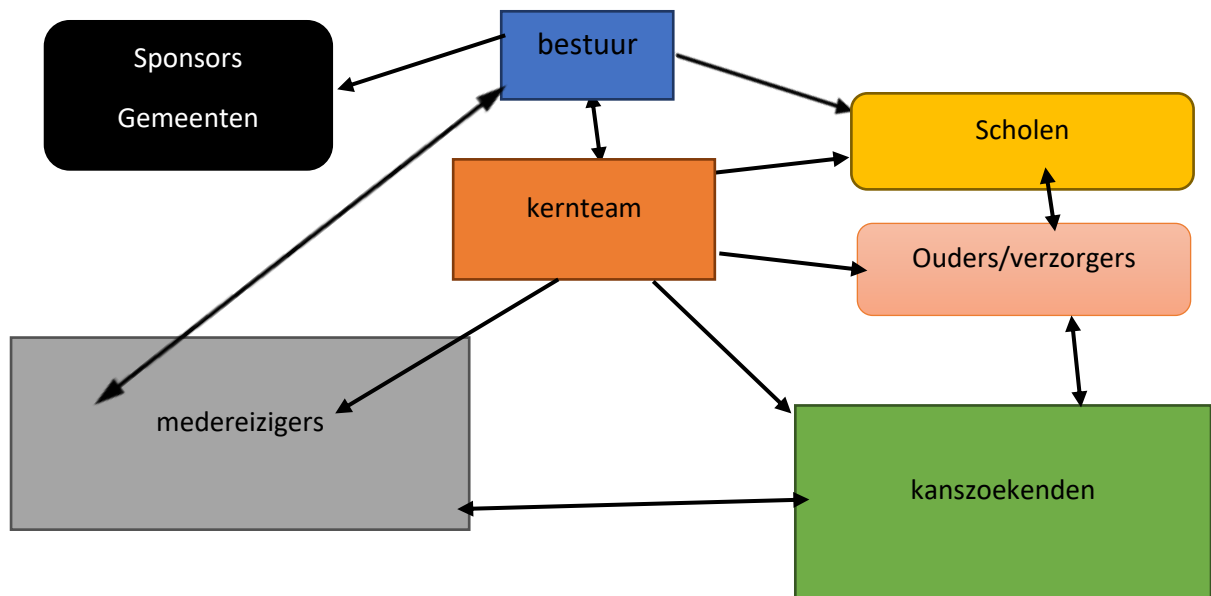 Sponsors
Gemeenten
bestuur
Scholen
kernteam
Ouders/verzorgers
medereizigers
kanszoekenden